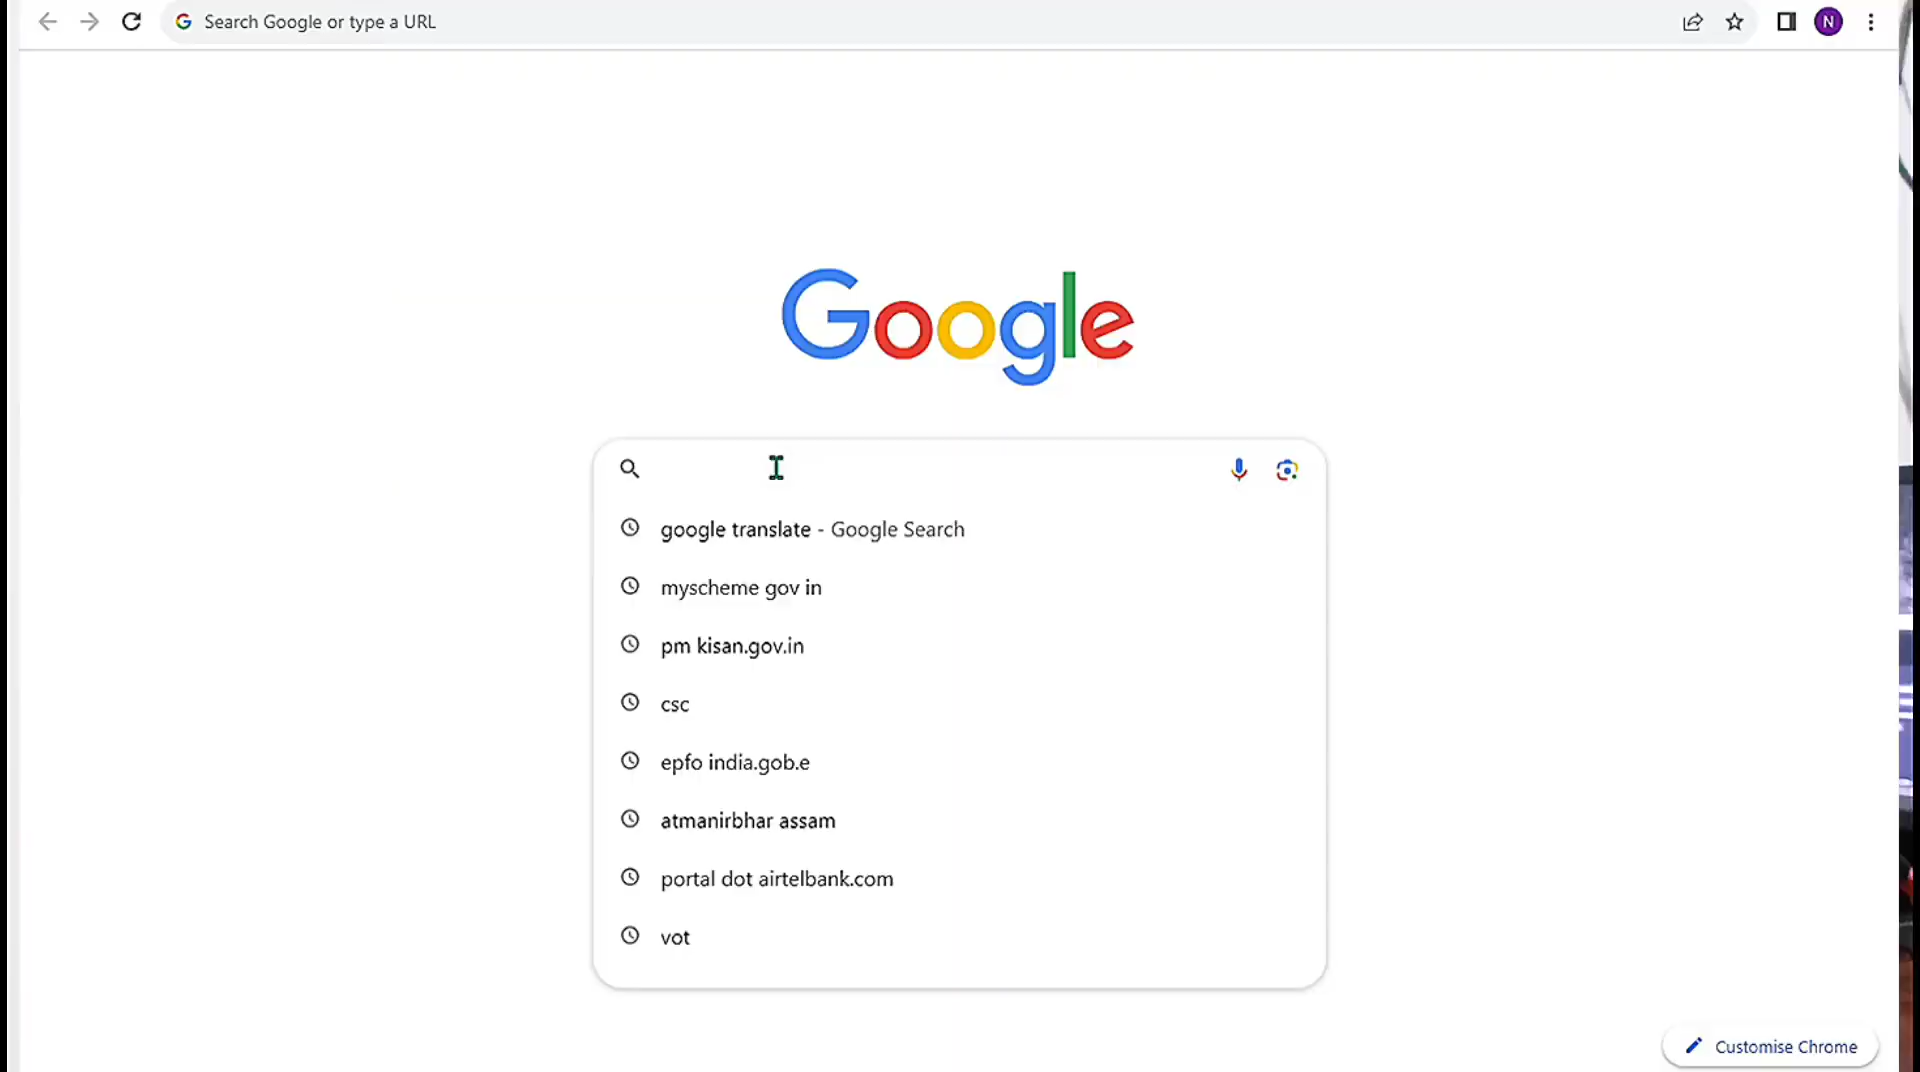 Search Google or type a URL
N
Google
google translate - Google Search
myscheme gov in
pm kisan.gov.in
csc
epfo india.gob.e
atmanirbhar assam
portal dot airtelbank.com
vot
Customise Chrome